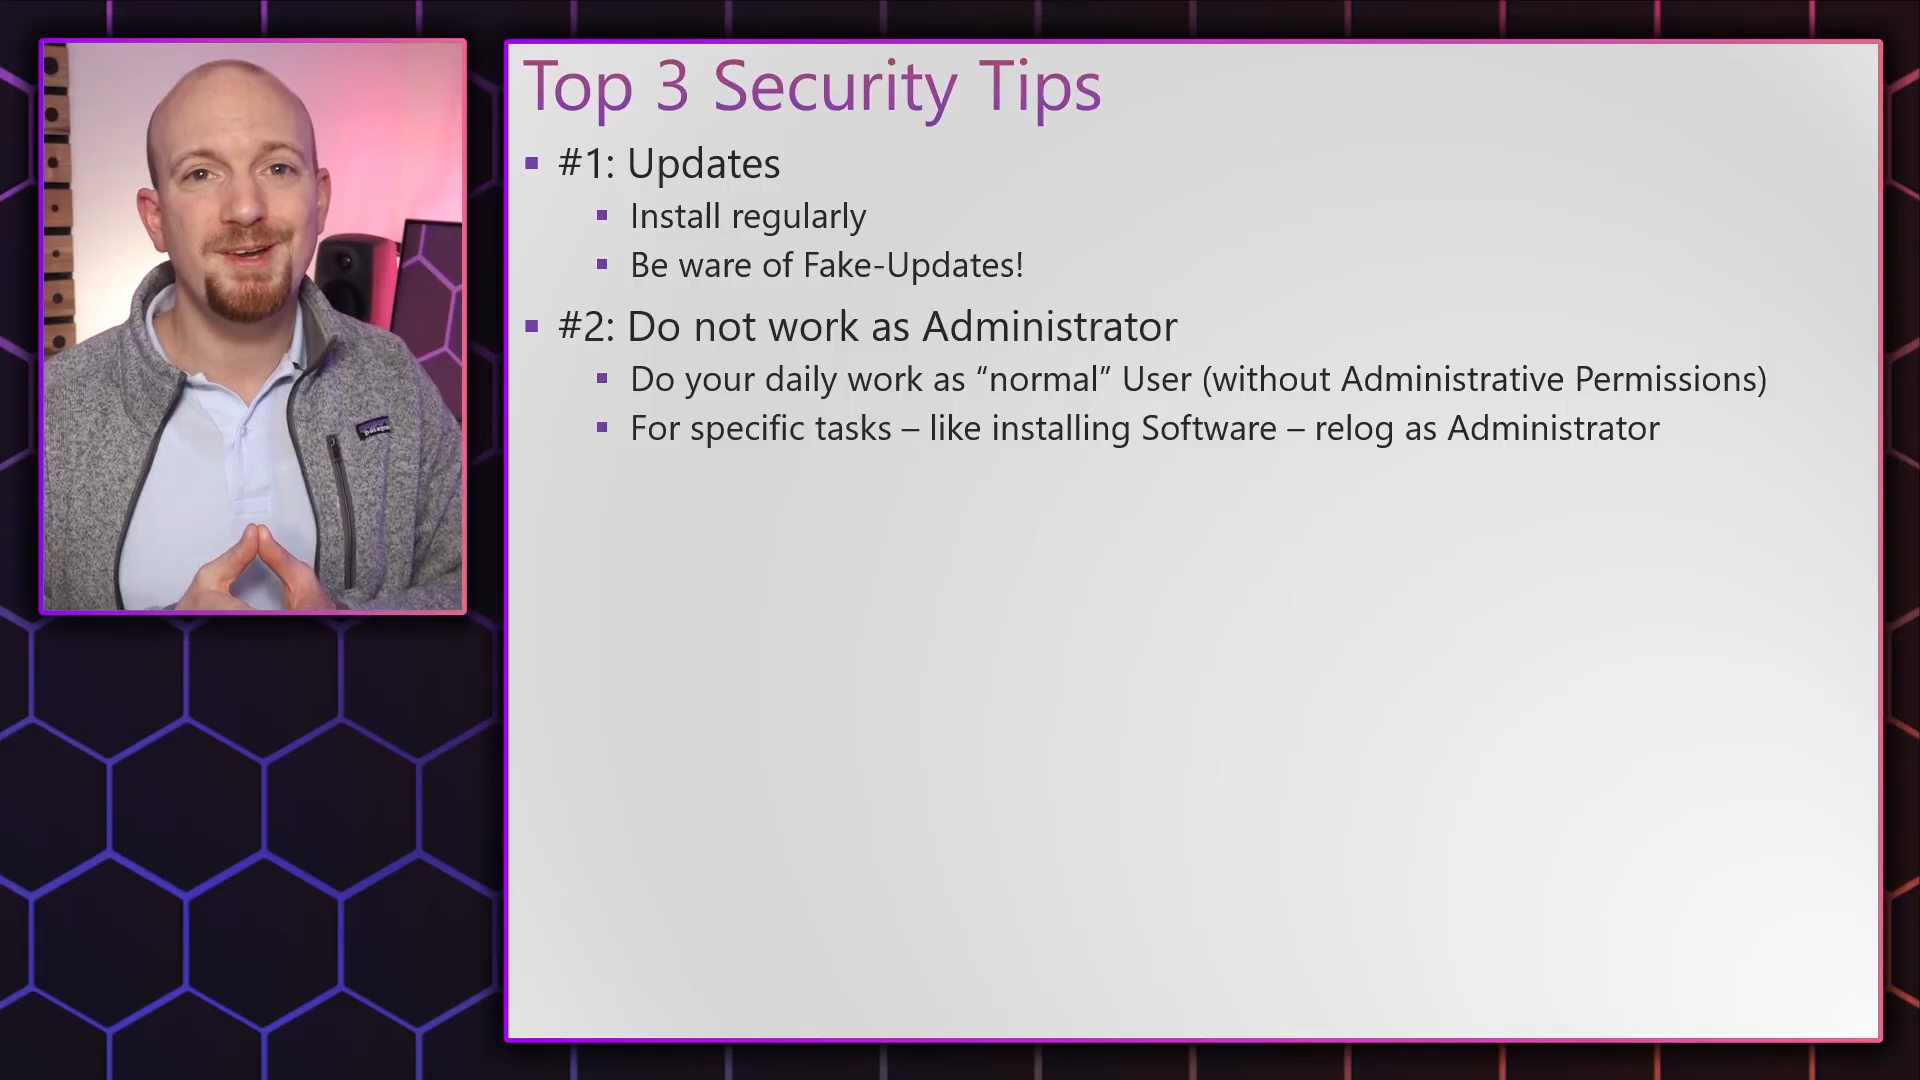 Top 3 Security Tips
#1: Updates
Install regularly
Be ware of Fake-Updates!
#2: Do not work as Administrator
Do your daily work as “normal” User (without Administrative Permissions)
For specific tasks – like installing Software – relog as Administrator